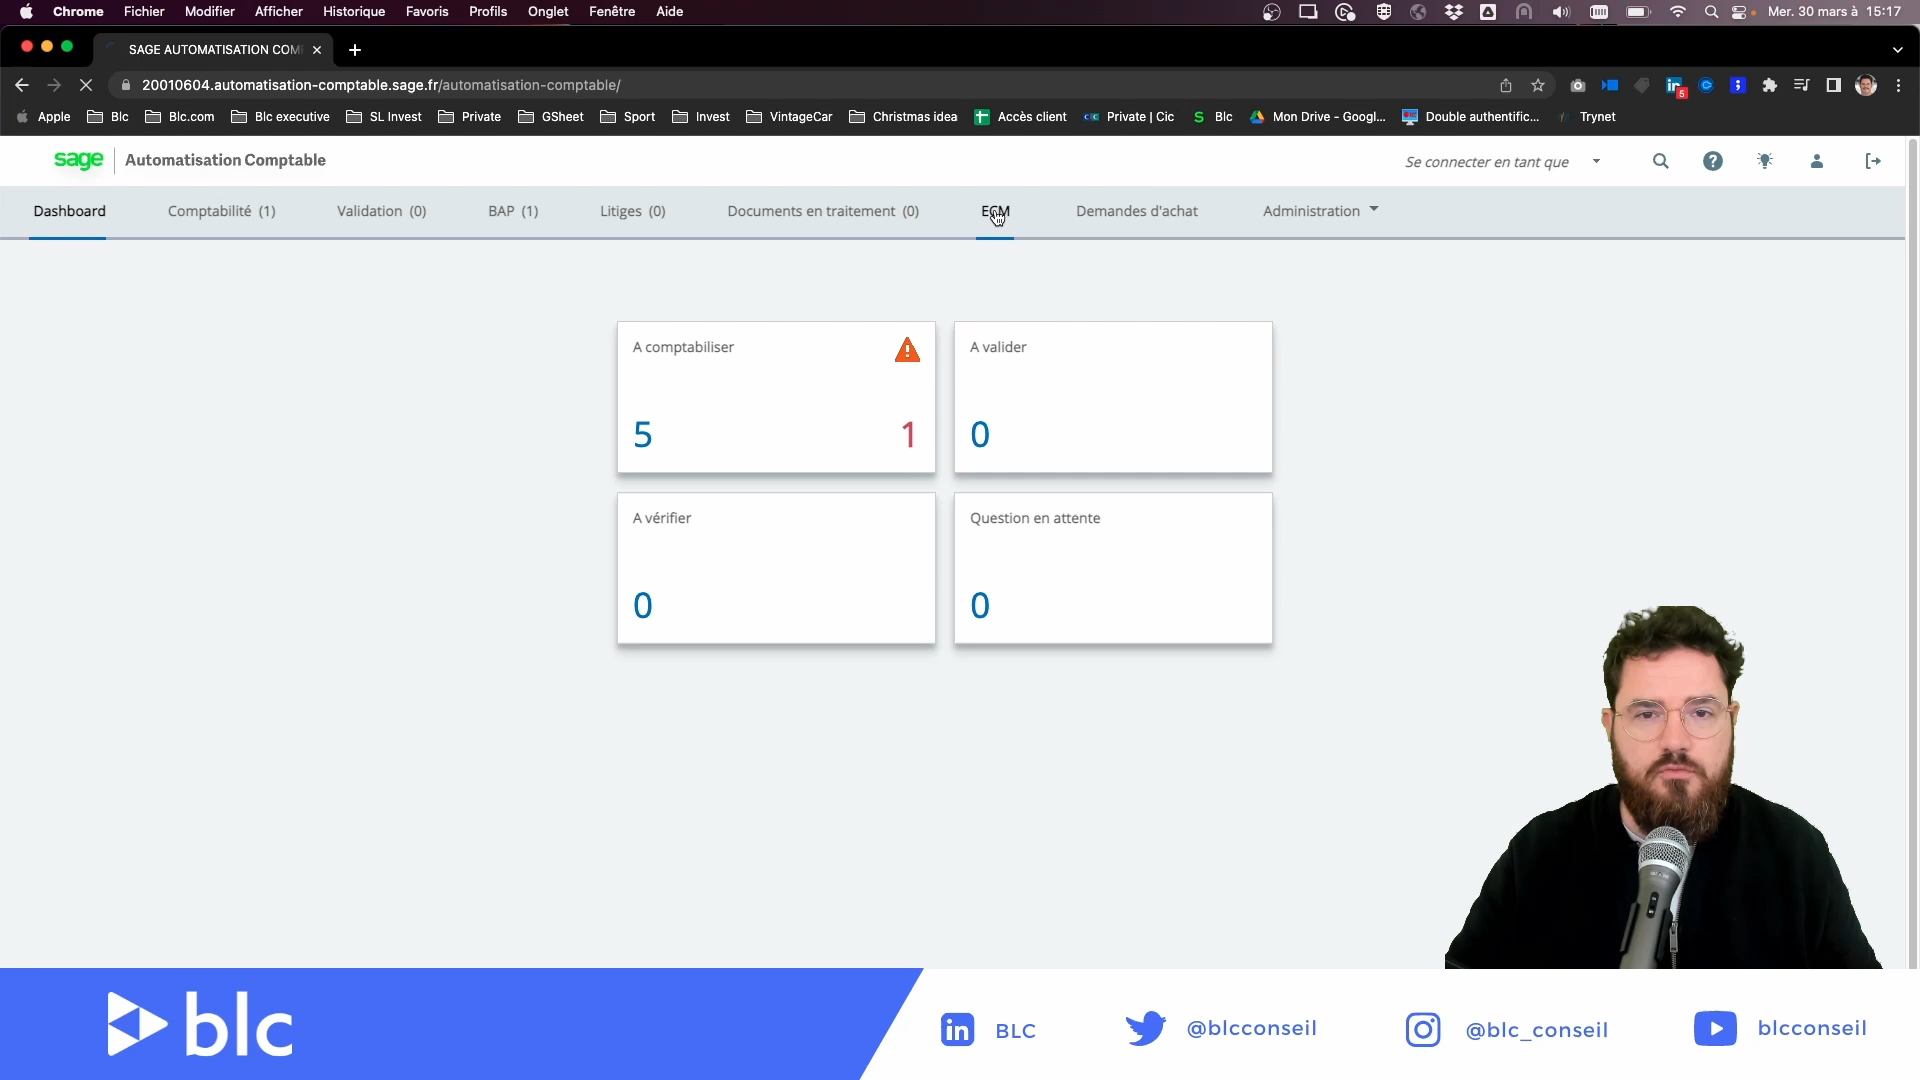 Chrome Fichier Modifier Afficher Historique Favoris Profils Onglet Fenêtre Aide Mer. 30 mars à 15:17
SAGE AUTOMATISATION COM
20010604.automatisation-comptable.sage.fr/automatisation-comptable/
5
Apple Blc Blc.com Blc executive SL Invest Private GSheet Sport Invest VintageCar Christmas idea Accès client Private | Cic Blc Mon Drive - Googl... Double authentific... Trynet
sage Automatisation Comptable Se connecter en tant que
Dashboard Comptabilité (1) Validation (0) BAP (1) Litiges (0) Documents en traitement (0) ECM Demandes d'achat Administration
A comptabiliser A valider
5 1 0
A vérifier Question en attente
0 0
blc BLC @blcconseil @blc_conseil blcconseil